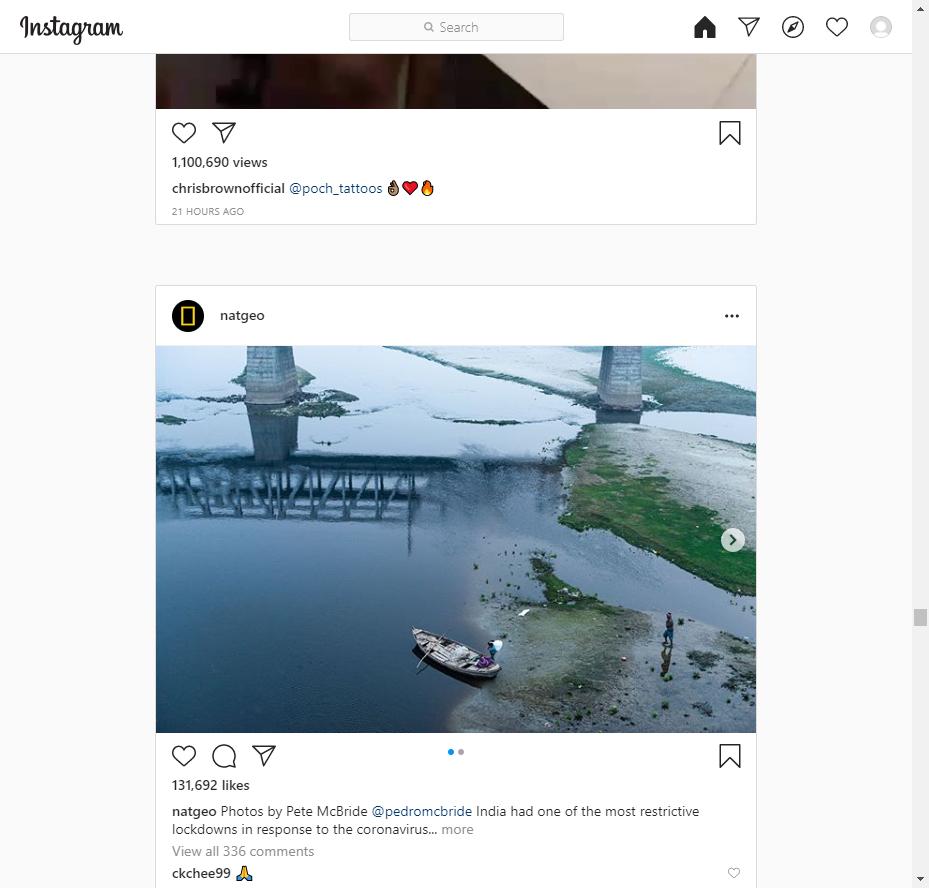 Instagram
Search
1,100,690 views
chrisbrownofficial @poch_tattoos 👌🏾❤️🔥
21 HOURS AGO
natgeo
131,692 likes
natgeo Photos by Pete McBride @pedromcbride India had one of the most restrictive
lockdowns in response to the coronavirus... more
View all 336 comments
ckchee99 🙏